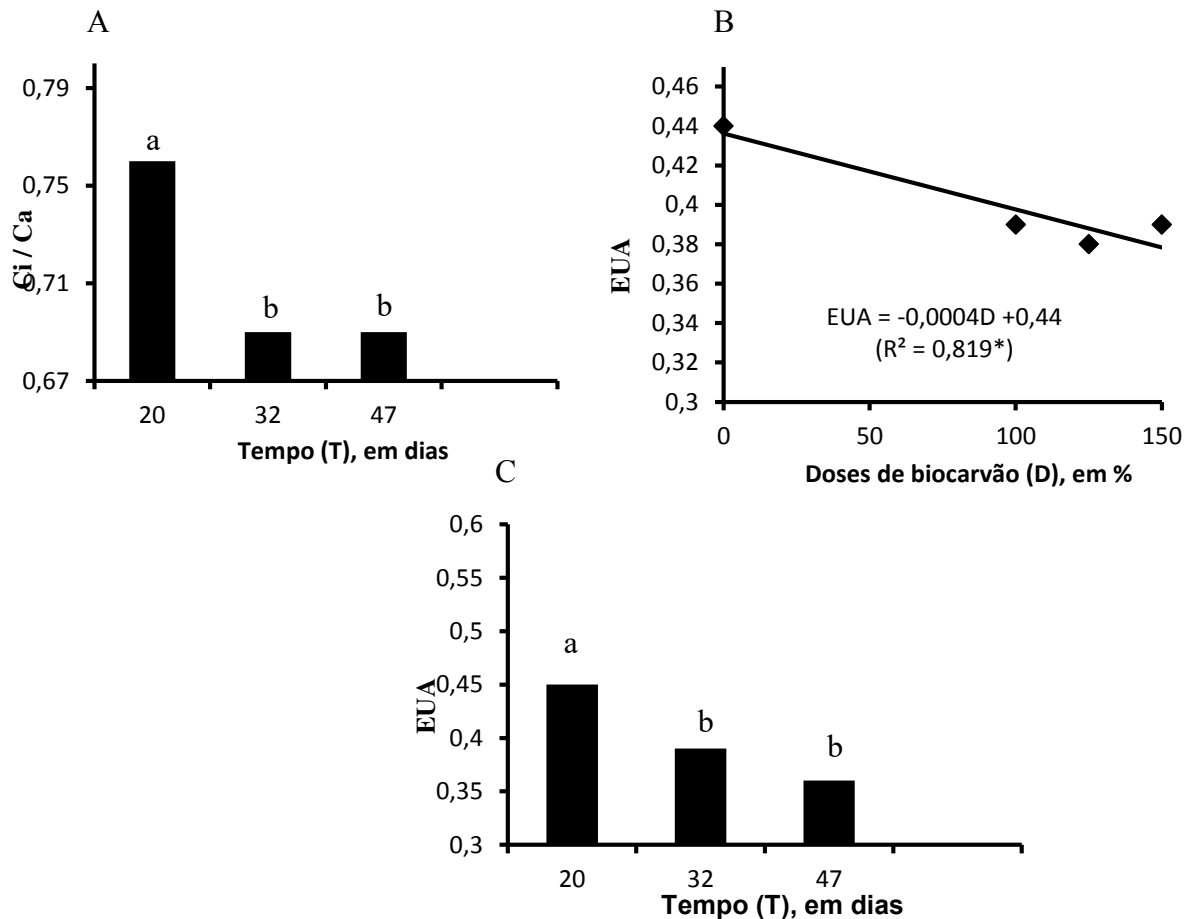 A
0,79
0,75
0,71
0,67
Ci / Ca
a
b
b
20
32
47
Tempo (T), em dias
B
0,46
0,44
0,42
0,4
0,38
0,36
0,34
0,32
0,3
EUA
EUA = -0,0004D +0,44
(R² = 0,819*)
0
50
100
150
Doses de biocarvão (D), em %
C
0,6
0,55
0,5
0,45
0,4
0,35
0,3
EUA
a
b
b
20
32
47
Tempo (T), em dias